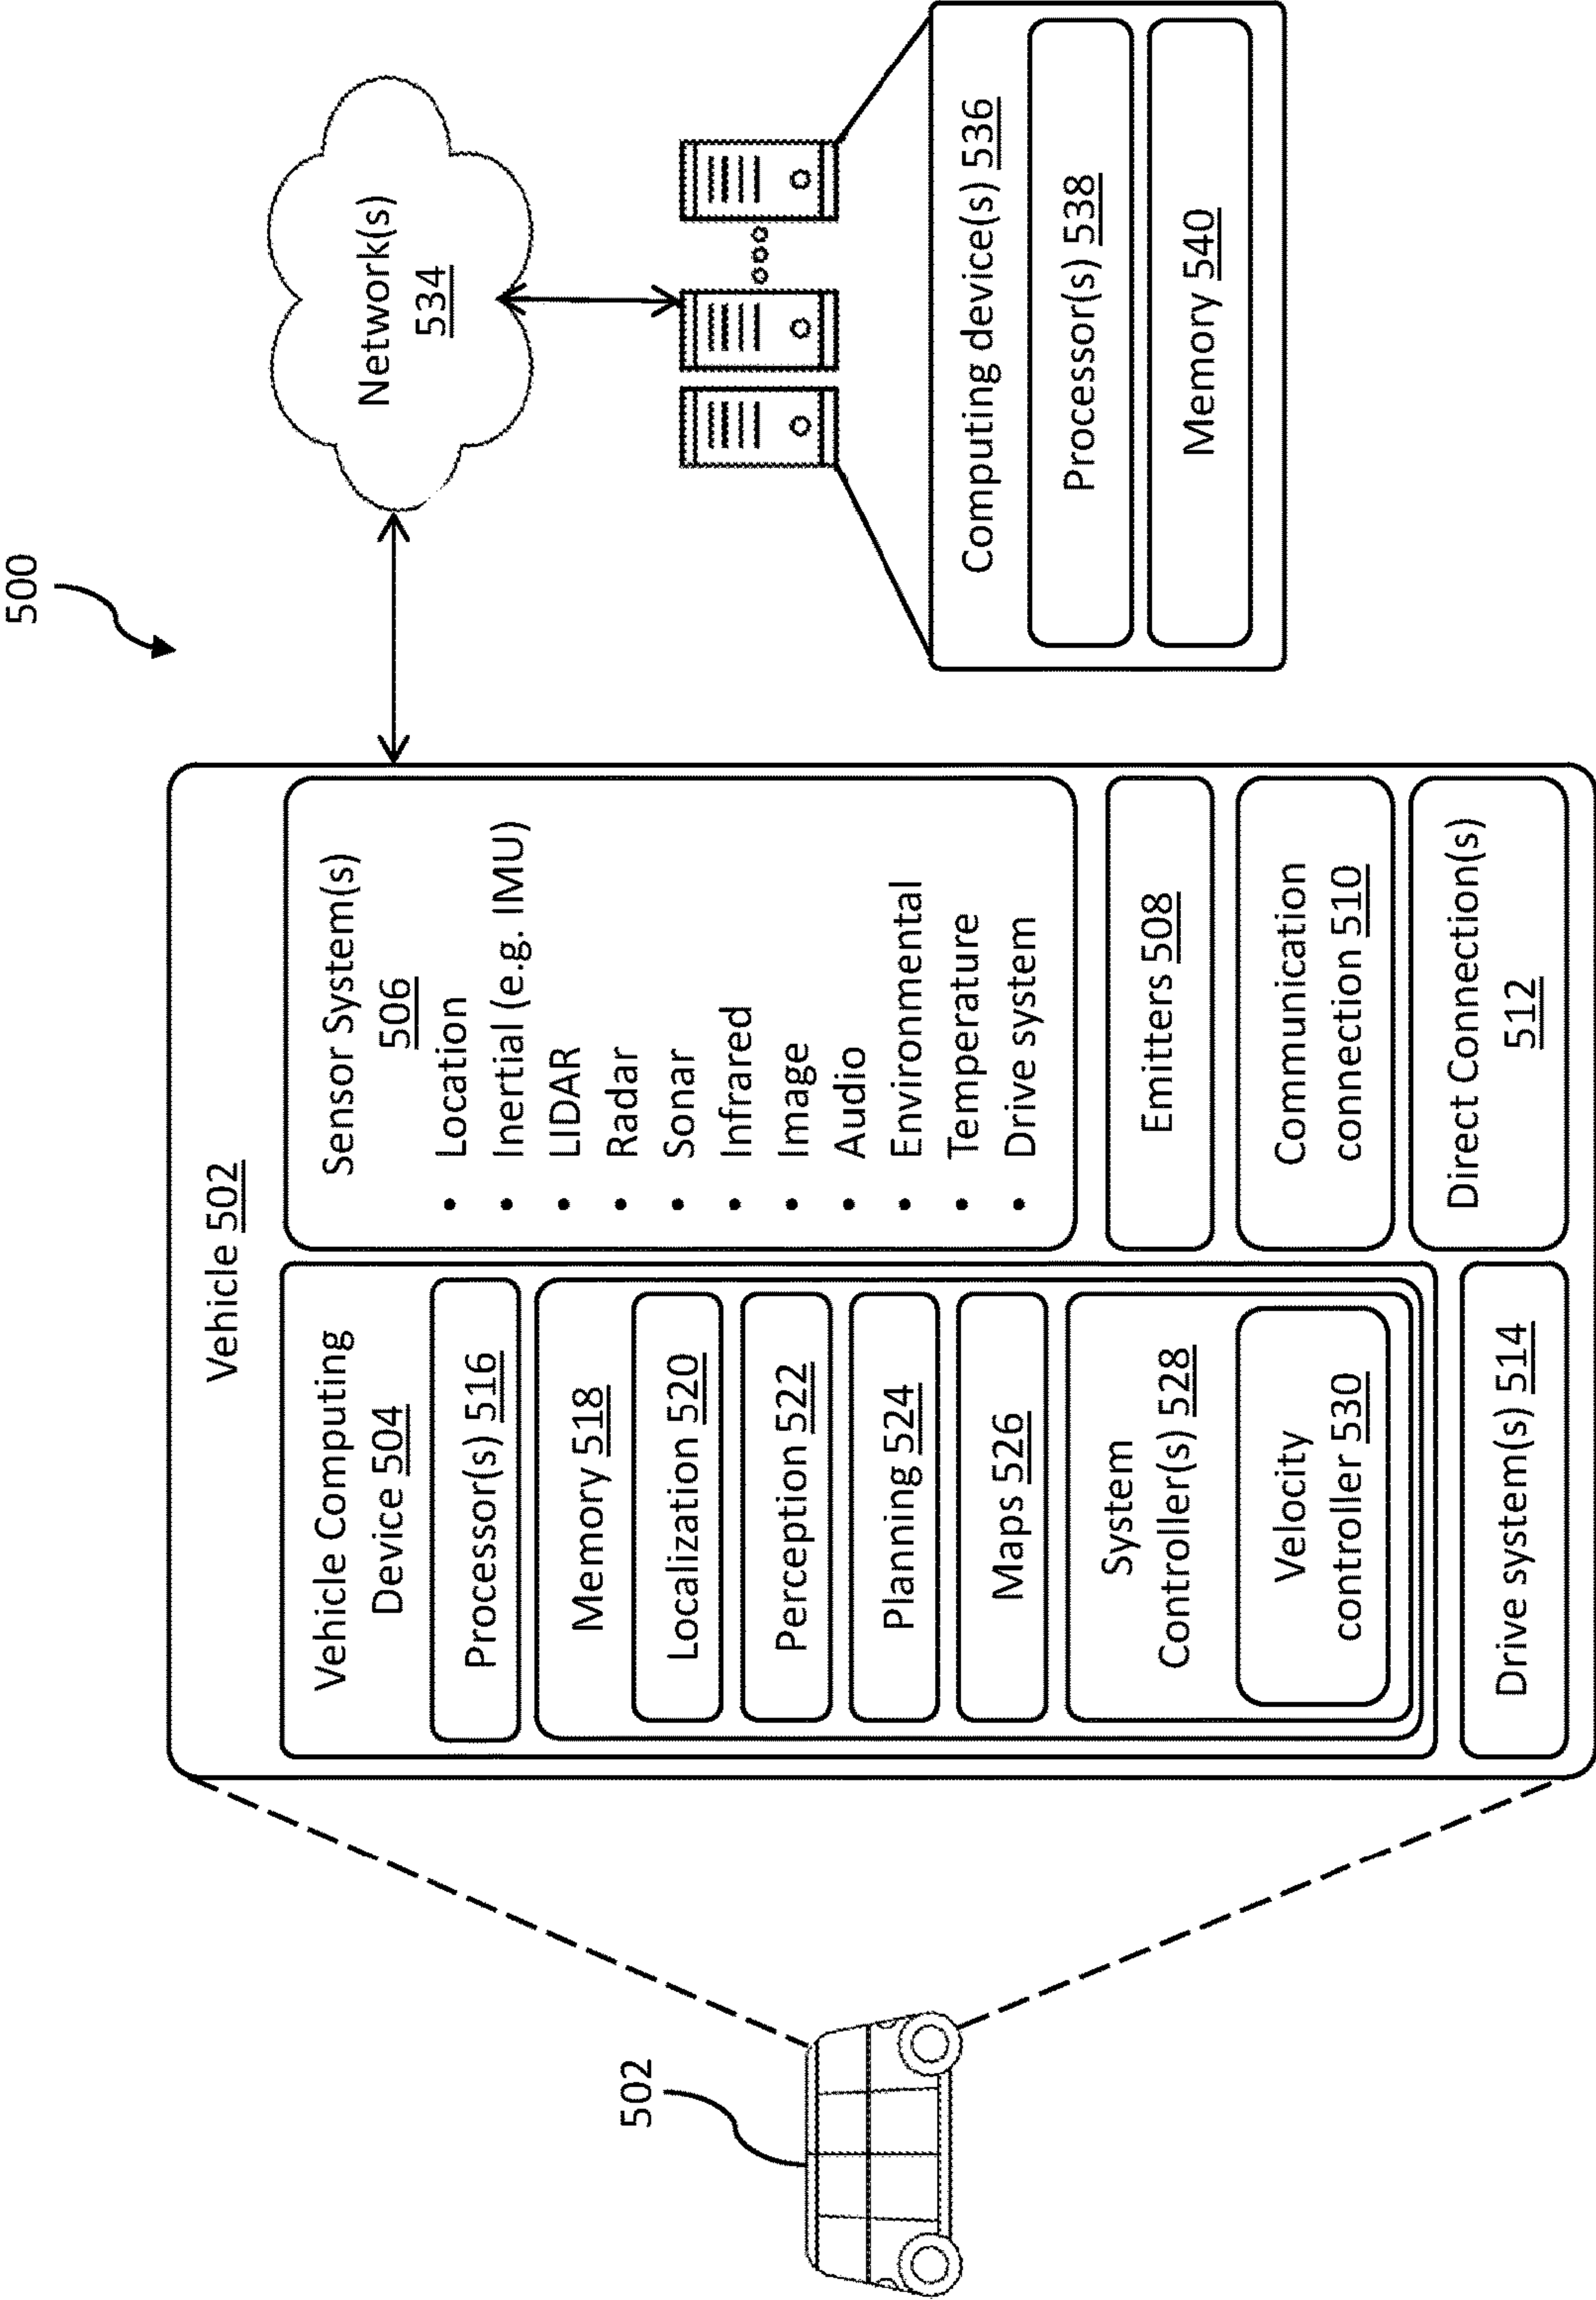 500
Vehicle 502
Vehicle Computing
Device 504
Processor(s) 516
Memory 518
Localization 520
Perception 522
Planning 524
Maps 526
System
Controller(s) 528
Velocity
controller 530
Drive system(s) 514
Sensor System(s)
506
• Location
• Inertial (e.g. IMU)
• LIDAR
• Radar
• Sonar
• Infrared
• Image
• Audio
• Environmental
• Temperature
• Drive system
Emitters 508
Communication
connection 510
Direct Connection(s)
512
Network(s)
534
Computing device(s) 536
Processor(s) 538
Memory 540
502